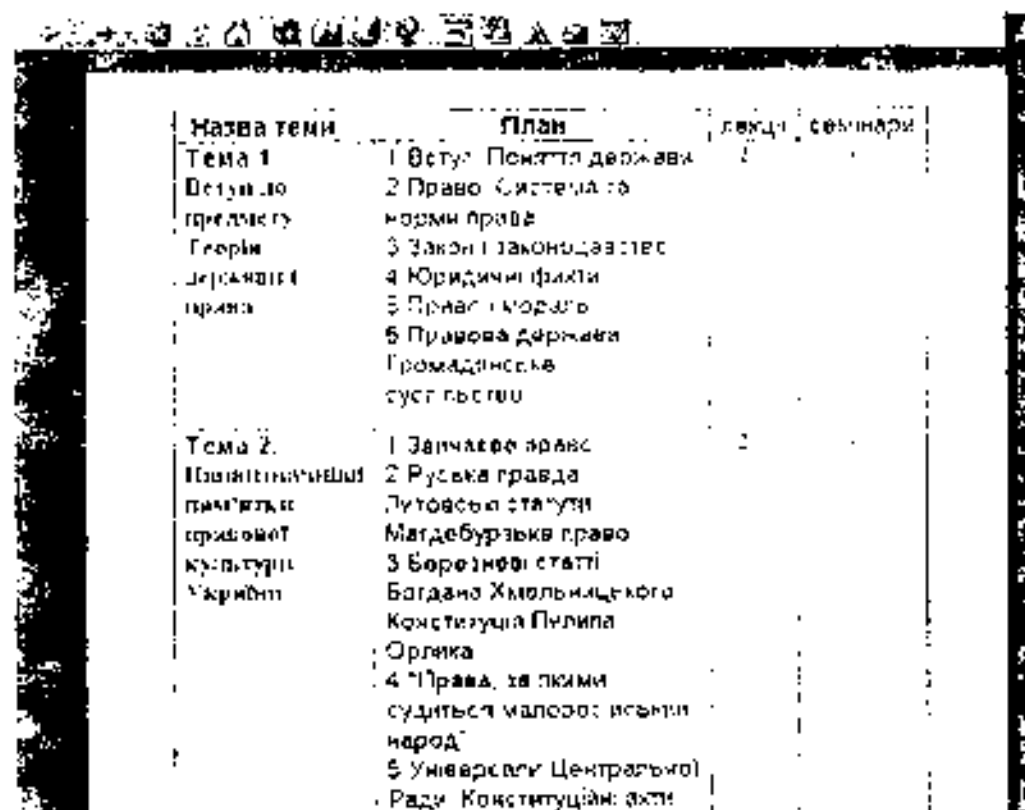 Назва теми План лекції семінари
Тема 1 1 Вступ. Поняття держави
Вступ до 2 Право. Система та
предмету норми права
Теорія 3 Закон і законодавство
держави і 4 Юридичні факти
права 5 Право і мораль
6 Правова держава
Громадянське
суспільство
Тема 2. 1 Звичаєве право 2
2 Руська правда
пам'ятки Литовські статути
правової Магдебурзьке право
культури 3 Березневі статті
України Богдана Хмельницького
Конституція Пилипа
Орлика
4 "Права, за якими
судиться малоросійський
народ"
5 Універсали Центральної
Ради. Конституційні акти